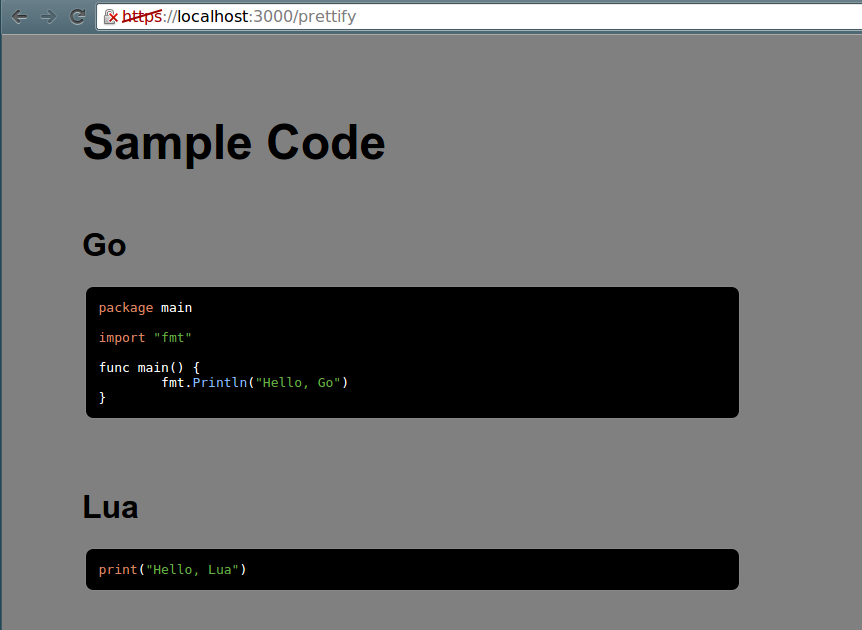 https://localhost:3000/prettify
Sample Code
Go
package main
import "fmt"
func main() {
        fmt.Println("Hello, Go")
}
Lua
print("Hello, Lua")